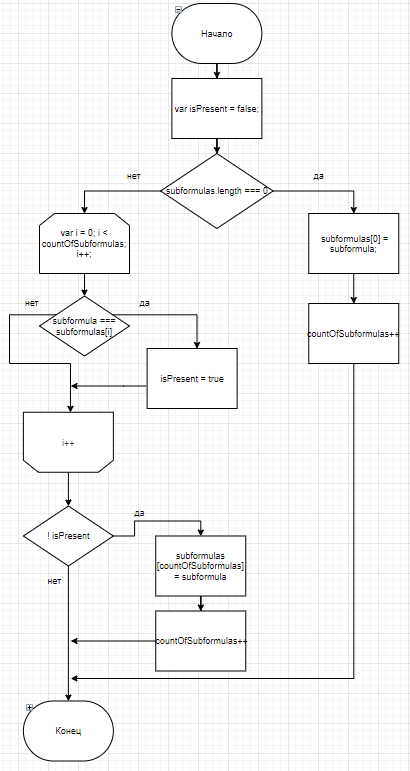 Начало
var isPresent = false;
subformulas.length === 0
нет
да
var i = 0; i <
countOfSubformulas;
i++;
subformulas[0] =
subformula;
нет
да
subformula ===
subformulas[i]
countOfSubformulas++
isPresent = true
i++
! isPresent
да
нет
subformulas
[countOfSubformulas]
= subformula
countOfSubformulas++
Конец